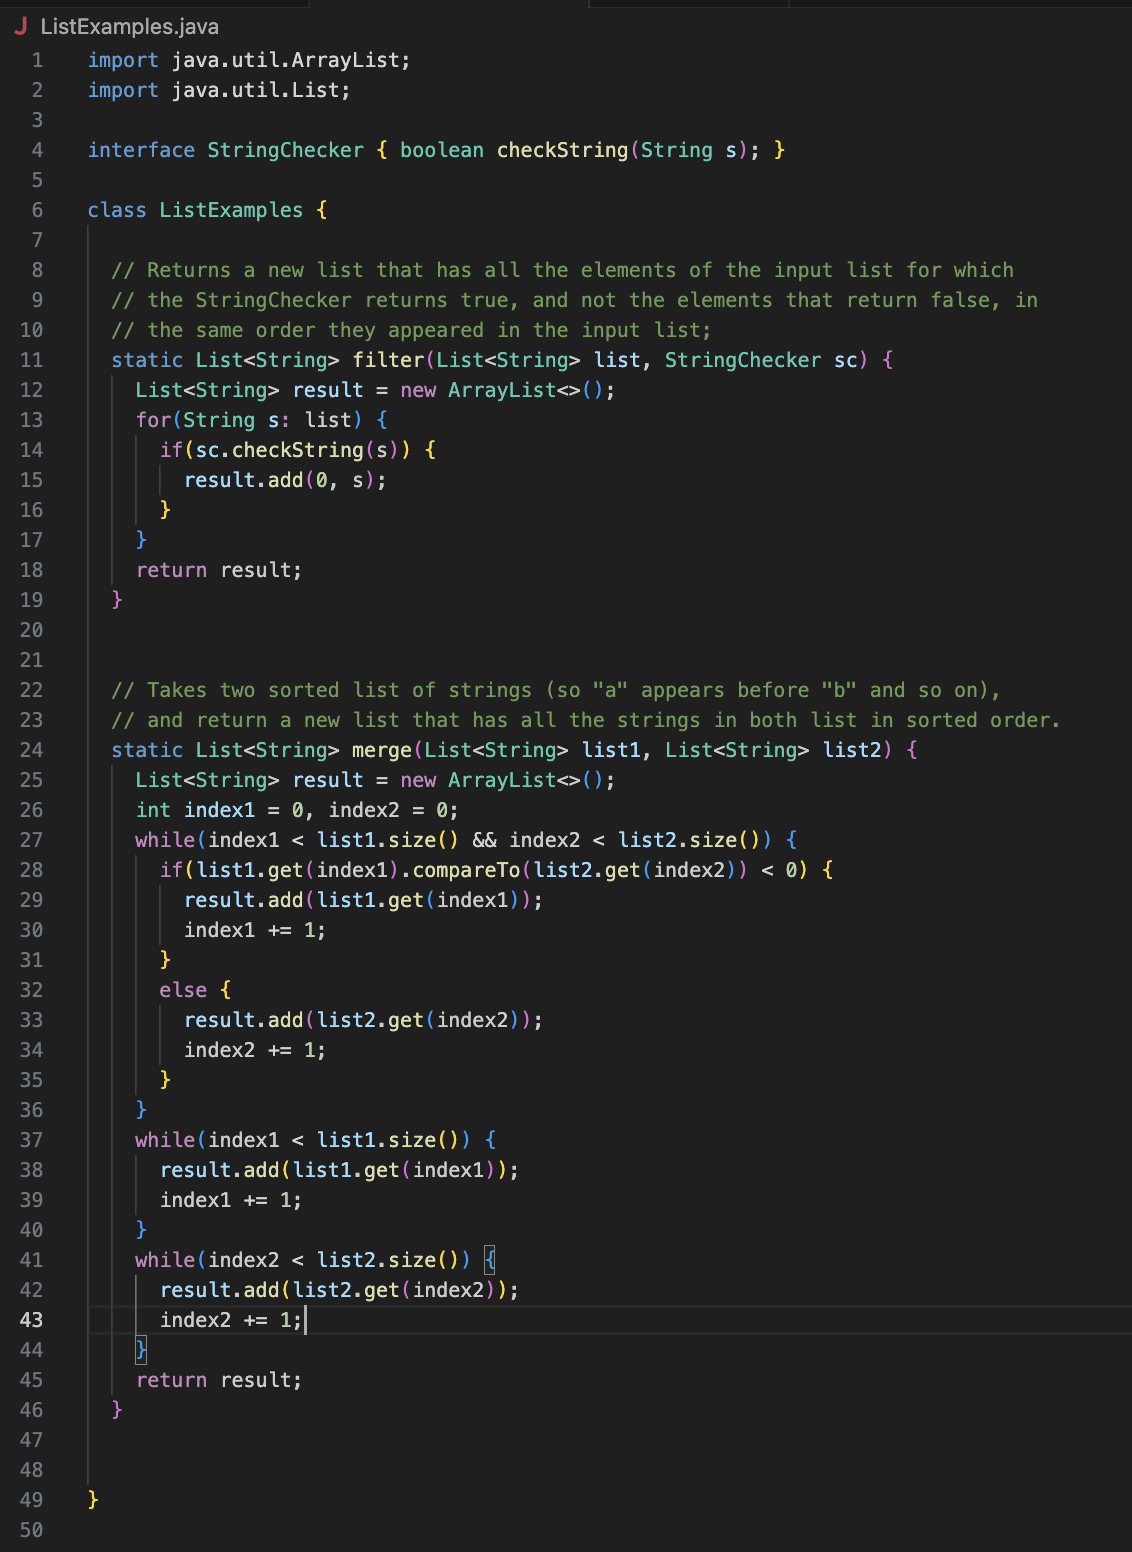 J ListExamples.java
1 import java.util.ArrayList;
2 import java.util.List;
3
4 interface StringChecker { boolean checkString(String s); }
5
6 class ListExamples {
7
8   // Returns a new list that has all the elements of the input list for which
9   // the StringChecker returns true, and not the elements that return false, in
10   // the same order they appeared in the input list;
11   static List<String> filter(List<String> list, StringChecker sc) {
12     List<String> result = new ArrayList<>();
13     for(String s: list) {
14       if(sc.checkString(s)) {
15         result.add(0, s);
16       }
17     }
18     return result;
19   }
20
21
22   // Takes two sorted list of strings (so "a" appears before "b" and so on),
23   // and return a new list that has all the strings in both list in sorted order.
24   static List<String> merge(List<String> list1, List<String> list2) {
25     List<String> result = new ArrayList<>();
26     int index1 = 0, index2 = 0;
27     while(index1 < list1.size() && index2 < list2.size()) {
28       if(list1.get(index1).compareTo(list2.get(index2)) < 0) {
29         result.add(list1.get(index1));
30         index1 += 1;
31       }
32       else {
33         result.add(list2.get(index2));
34         index2 += 1;
35       }
36     }
37     while(index1 < list1.size()) {
38       result.add(list1.get(index1));
39       index1 += 1;
40     }
41     while(index2 < list2.size()) {
42       result.add(list2.get(index2));
43       index2 += 1;
44     }
45     return result;
46   }
47
48
49 }
50